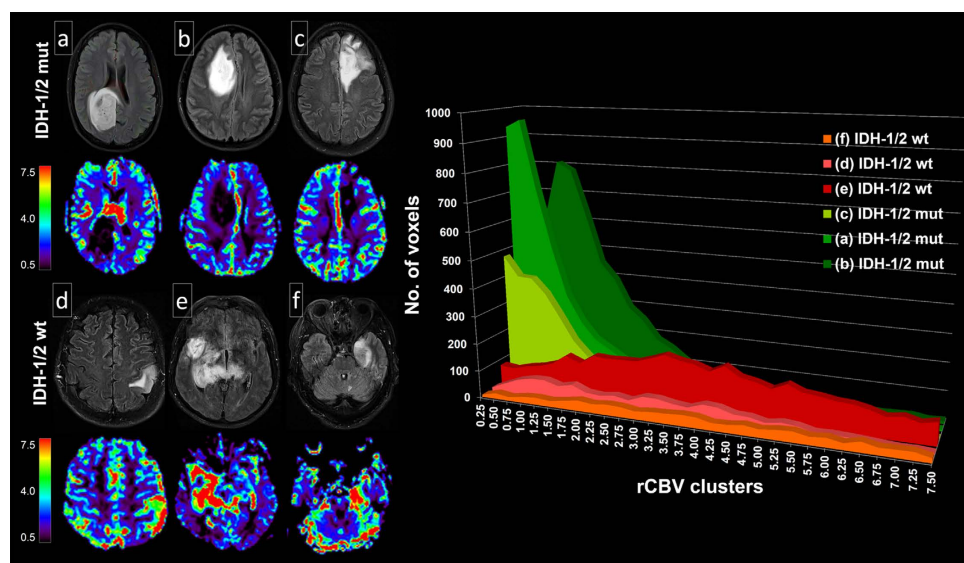 a
b
c
IDH-1/2 mut
7.5
4.0
0.5
d
e
f
IDH-1/2 wt
7.5
4.0
0.5
No. of voxels
1000
900
800
700
600
500
400
300
200
100
0
0.25
0.50
0.75
1.00
1.25
1.50
1.75
2.00
2.25
2.50
2.75
3.00
3.25
3.50
3.75
4.00
4.25
4.50
4.75
5.00
5.25
5.50
5.75
6.00
6.25
6.50
6.75
7.00
7.25
7.50
rCBV clusters
(f) IDH-1/2 wt
(d) IDH-1/2 wt
(e) IDH-1/2 wt
(c) IDH-1/2 mut
(a) IDH-1/2 mut
(b) IDH-1/2 mut